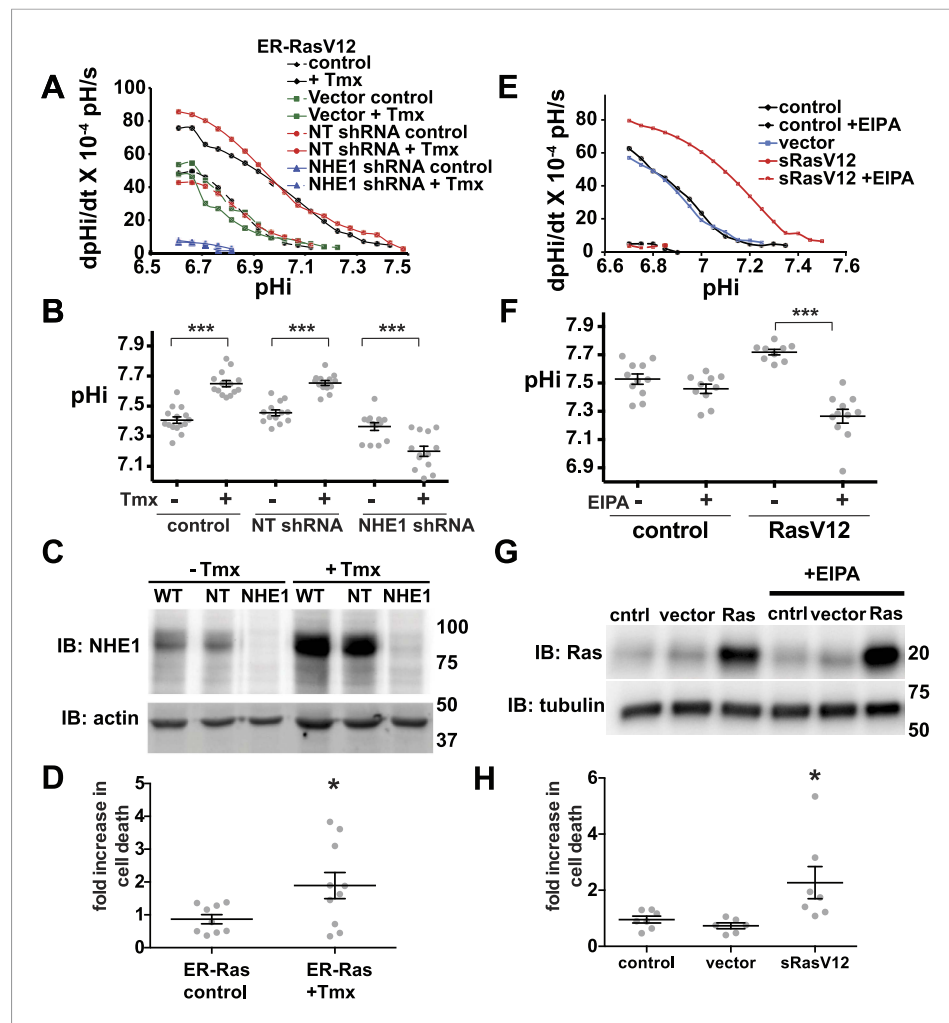 A
ER-RasV12
control
+ Tmx
Vector control
Vector + Tmx
NT shRNA control
NT shRNA + Tmx
NHE1 shRNA control
NHE1 shRNA + Tmx
dpHi/dt X 10-4 pH/s
100
80
60
40
20
0
6.5 6.7 6.9 7.1 7.3 7.5
pHi
E
control
control +EIPA
vector
sRasV12
sRasV12 +EIPA
dpHi/dt X 10-4 pH/s
100
80
60
40
20
0
6.6 6.8 7 7.2 7.4 7.6
pHi
B
*** *** ***
7.9
7.7
7.5
7.3
7.1
pHi
Tmx - + - + - +
control NT shRNA NHE1 shRNA
F
***
7.9
7.7
7.5
7.3
7.1
6.9
pHi
EIPA - + - +
control RasV12
C
- Tmx + Tmx
WT NT NHE1 WT NT NHE1
IB: NHE1
100
75
IB: actin
50
37
G
+EIPA
cntrl vector Ras cntrl vector Ras
IB: Ras
20
IB: tubulin
75
50
D
fold increase in
cell death
5
4
3
2
1
0
*
ER-Ras
control
ER-Ras
+Tmx
H
fold increase in
cell death
6
4
2
0
*
control vector sRasV12